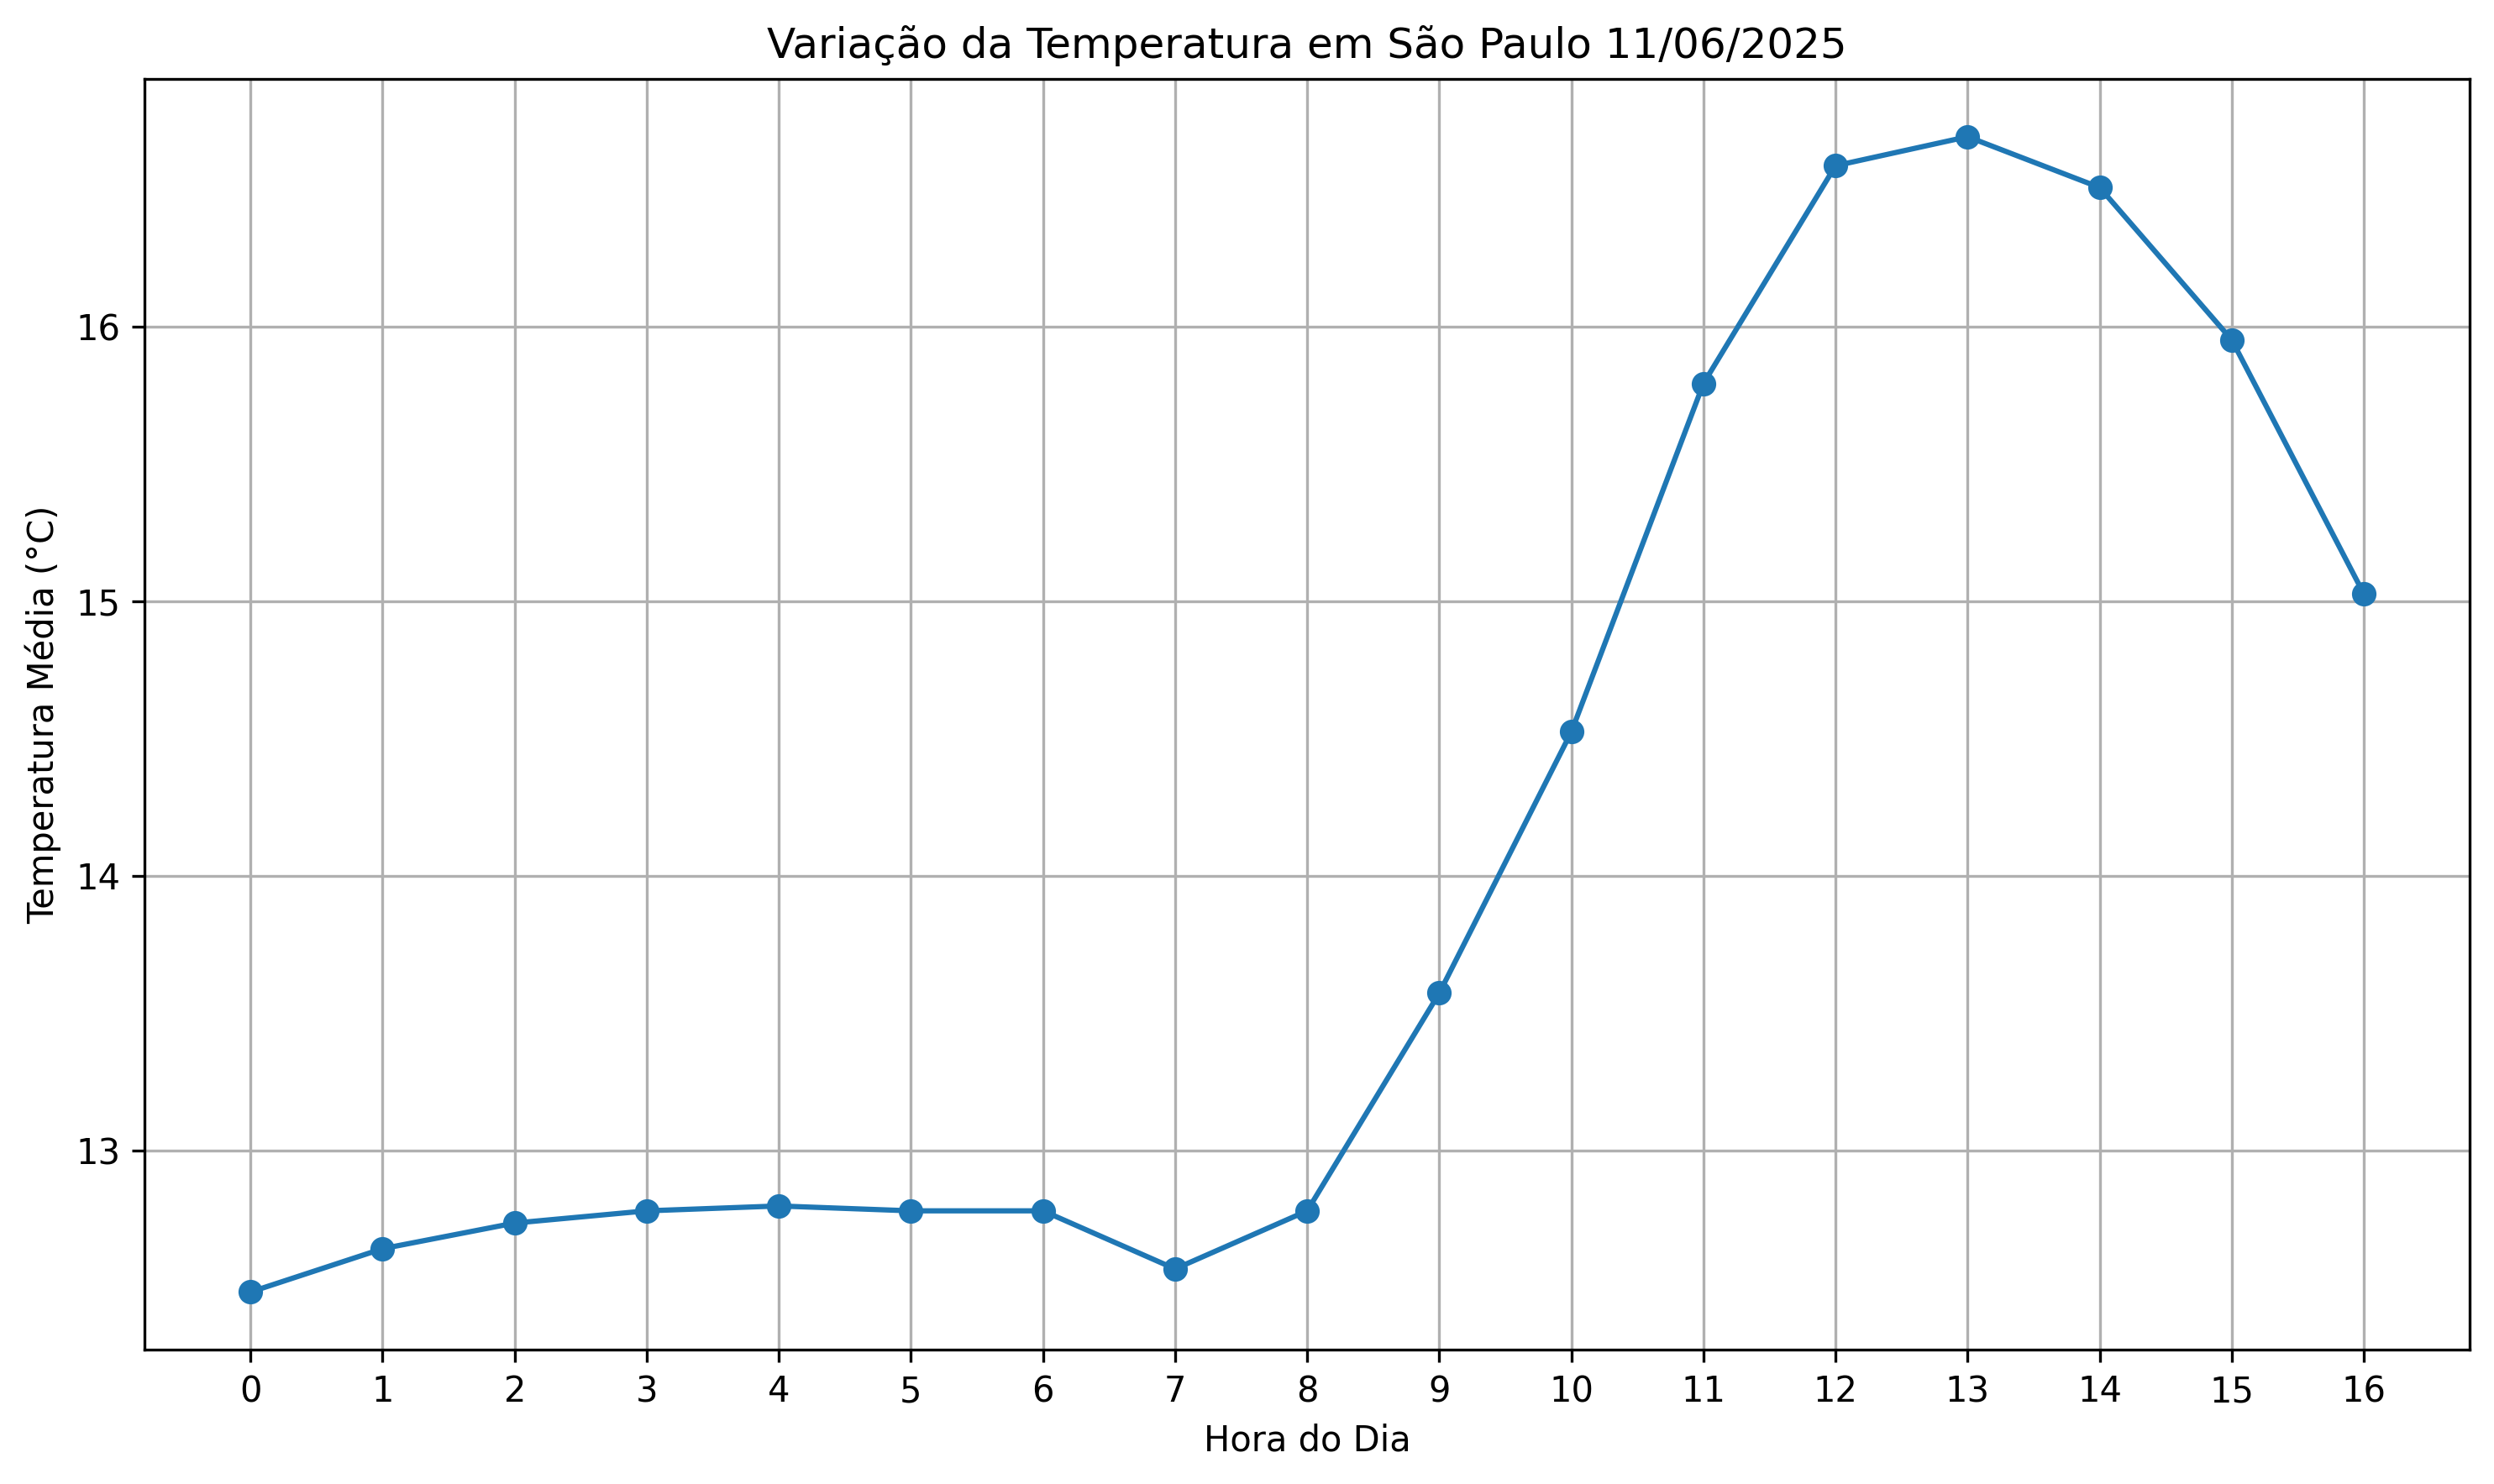 Variação da Temperatura em São Paulo 11/06/2025
Temperatura Média (°C)
16
15
14
13
0 1 2 3 4 5 6 7 8 9 10 11 12 13 14 15 16
Hora do Dia